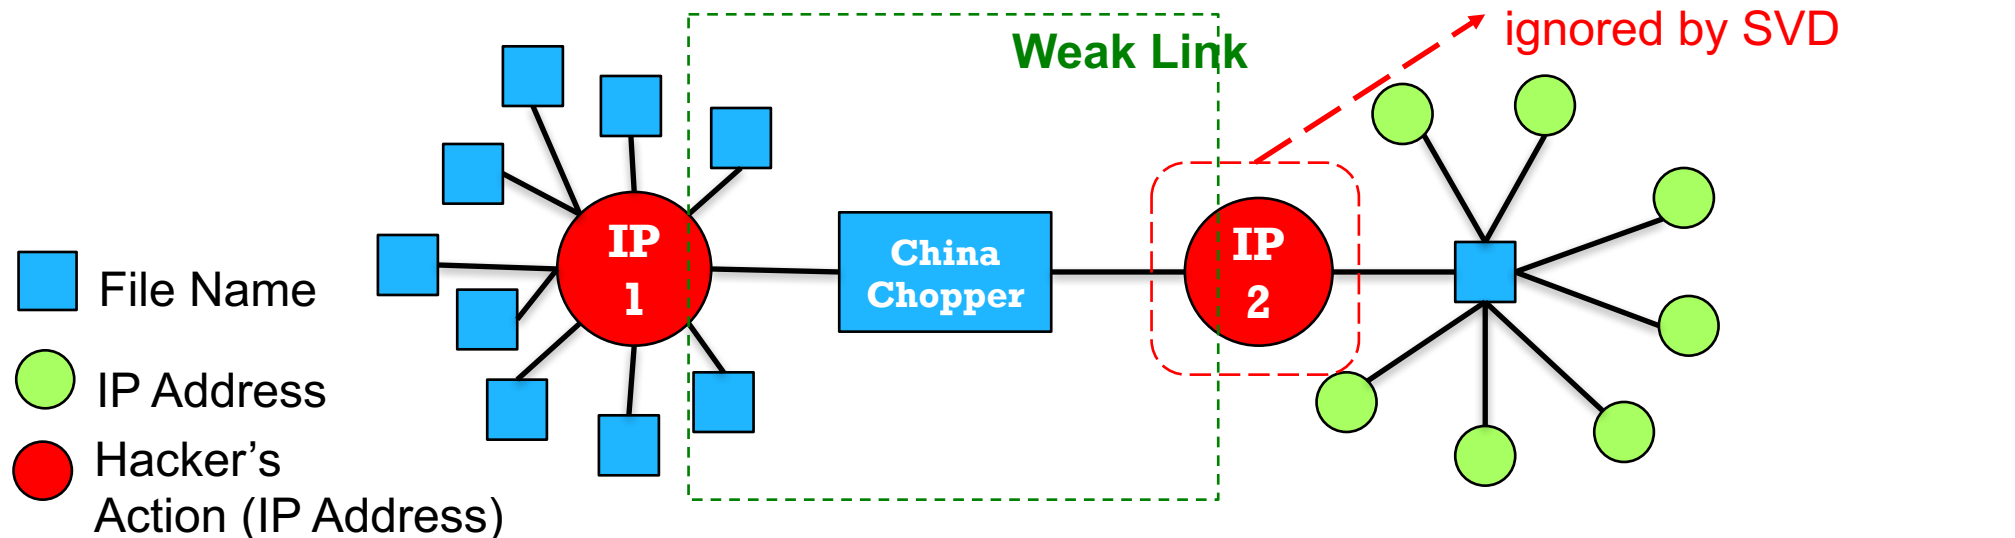 ignored by SVD
Weak Link
IP
1
China
Chopper
IP
2
File Name
IP Address
Hacker's
Action (IP Address)